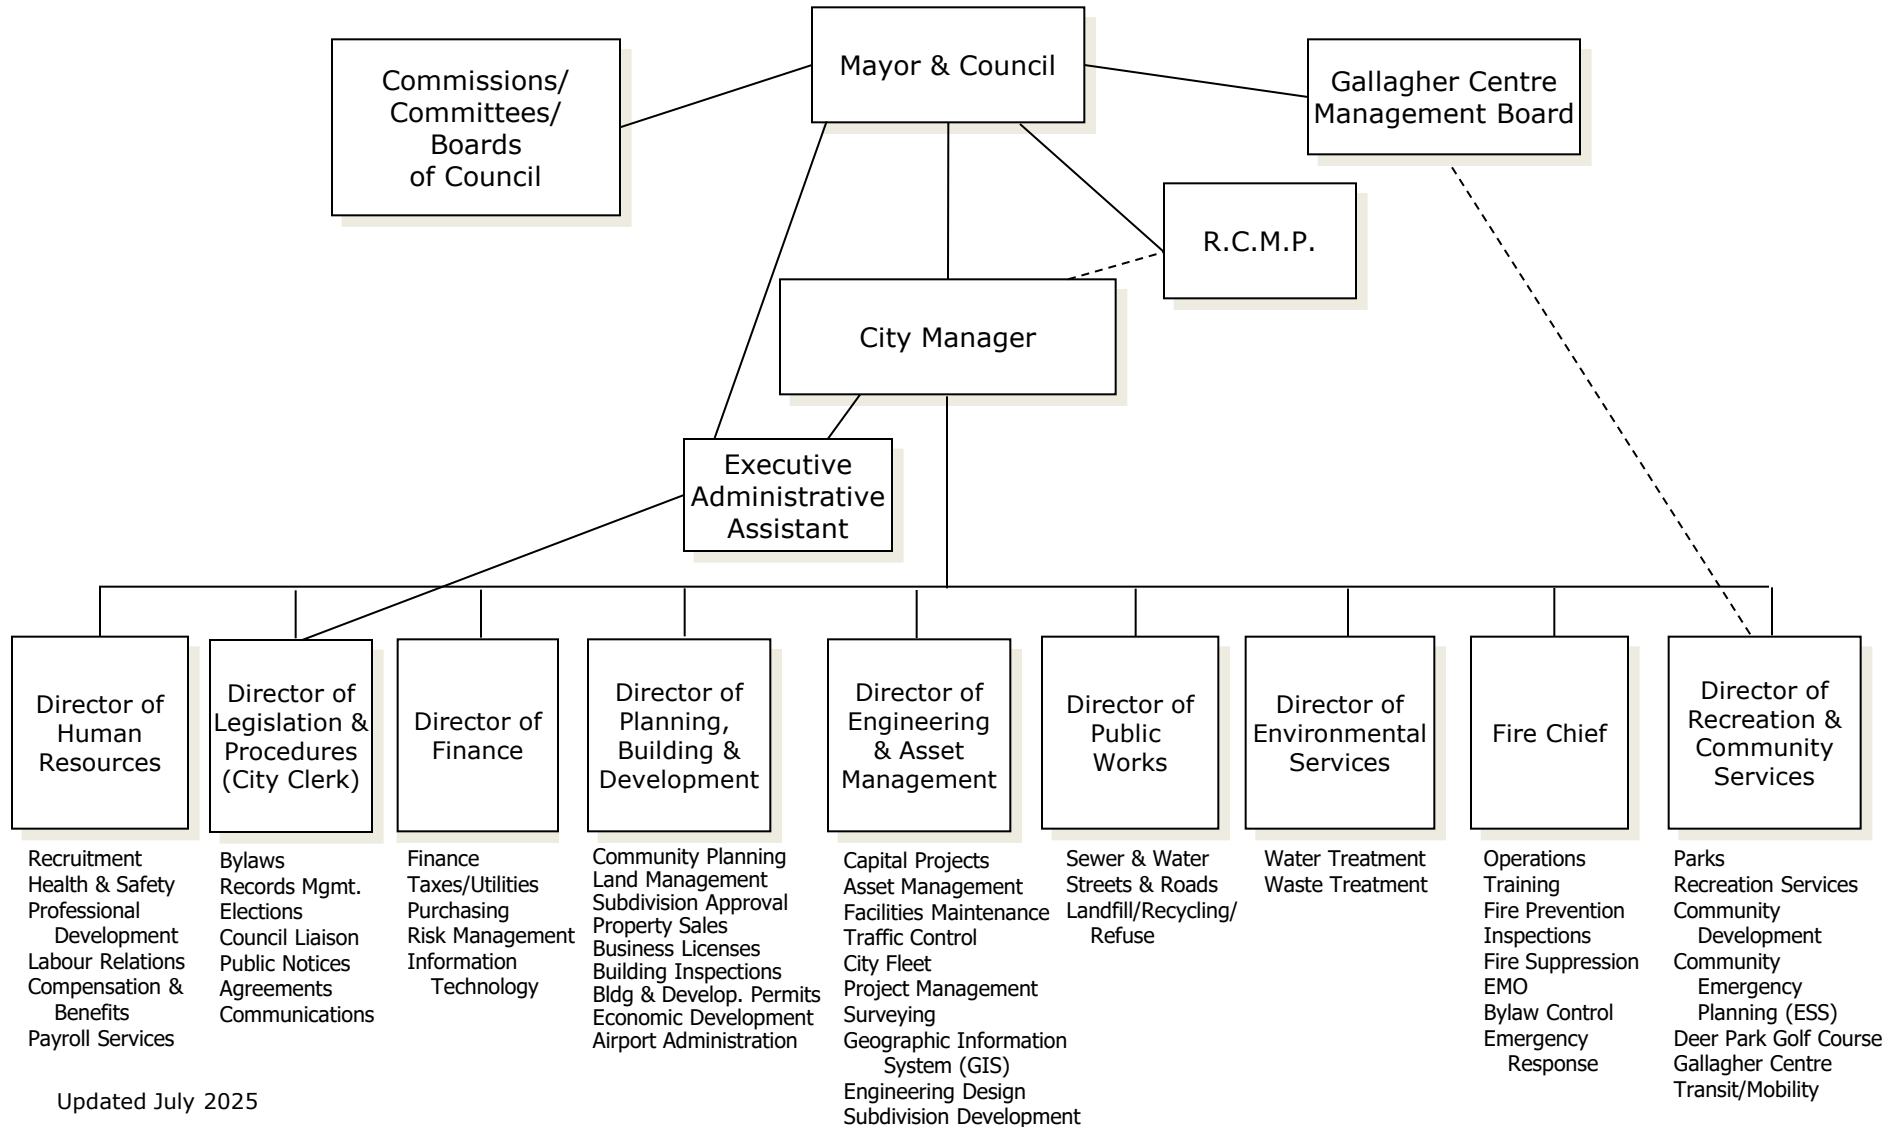 Mayor & Council
Commissions/
Committees/
Boards
of Council
Gallagher Centre
Management Board
R.C.M.P.
City Manager
Executive
Administrative
Assistant
Director of
Human
Resources
Director of
Legislation &
Procedures
(City Clerk)
Director of
Finance
Director of
Planning,
Building &
Development
Director of
Engineering
& Asset
Management
Director of
Public
Works
Director of
Environmental
Services
Fire Chief
Director of
Recreation &
Community
Services
Recruitment
Health & Safety
Professional
Development
Labour Relations
Compensation &
Benefits
Payroll Services
Bylaws
Records Mgmt.
Elections
Council Liaison
Public Notices
Agreements
Communications
Finance
Taxes/Utilities
Purchasing
Risk Management
Information
Technology
Community Planning
Land Management
Subdivision Approval
Property Sales
Business Licenses
Building Inspections
Bldg & Develop. Permits
Economic Development
Airport Administration
Capital Projects
Asset Management
Facilities Maintenance
Traffic Control
City Fleet
Project Management
Surveying
Geographic Information
System (GIS)
Engineering Design
Subdivision Development
Sewer & Water
Streets & Roads
Landfill/Recycling/
Refuse
Water Treatment
Waste Treatment
Operations
Training
Fire Prevention
Inspections
Fire Suppression
EMO
Bylaw Control
Emergency
Response
Parks
Recreation Services
Community
Development
Community
Emergency
Planning (ESS)
Deer Park Golf Course
Gallagher Centre
Transit/Mobility
Updated July 2025